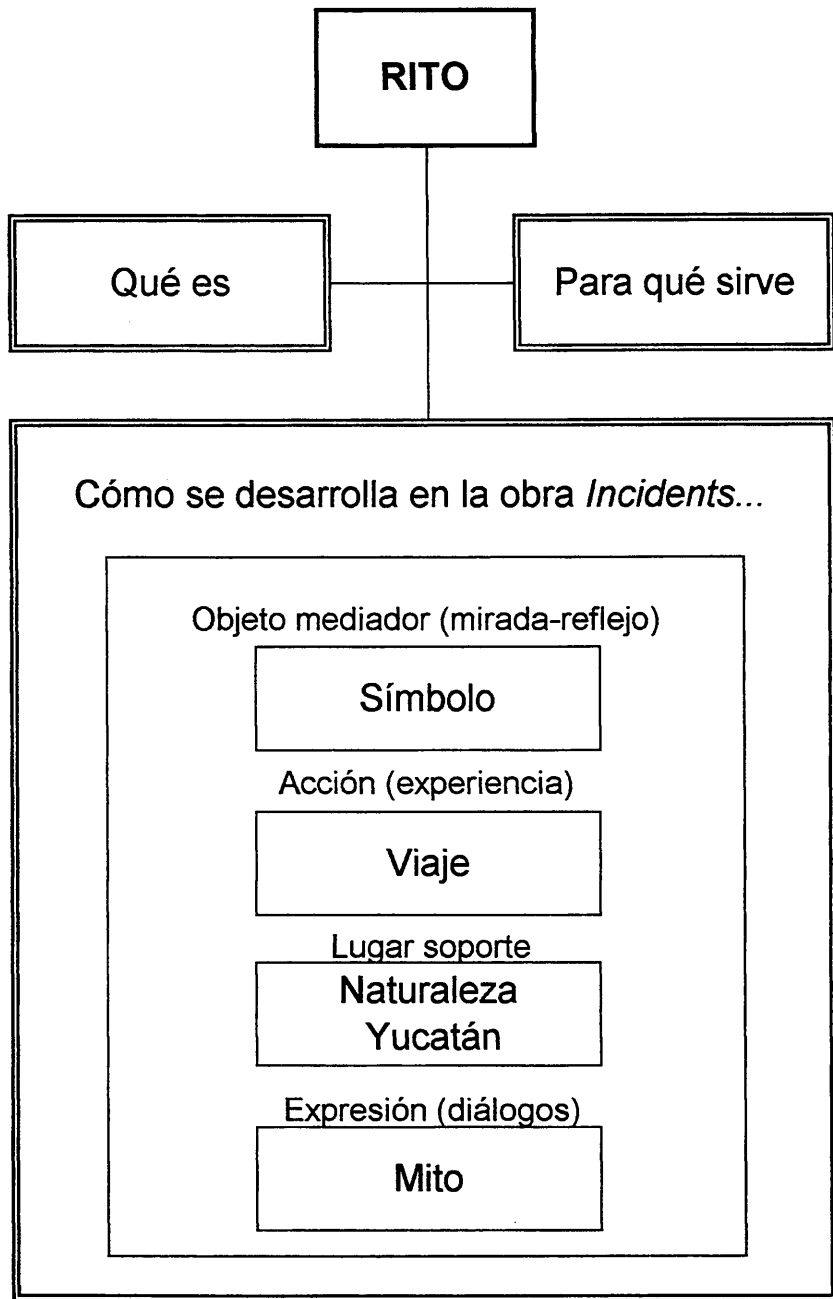 RITO
Qué es
Para qué sirve
Cómo se desarrolla en la obra Incidents...
Objeto mediador (mirada-reflejo)
Símbolo
Acción (experiencia)
Viaje
Lugar soporte
Naturaleza
Yucatán
Expresión (diálogos)
Mito